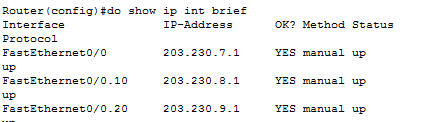 Router(config)#do show ip int brief
Interface IP-Address OK? Method Status
Protocol
FastEthernet0/0 203.230.7.1 YES manual up
up
FastEthernet0/0.10 203.230.8.1 YES manual up
up
FastEthernet0/0.20 203.230.9.1 YES manual up